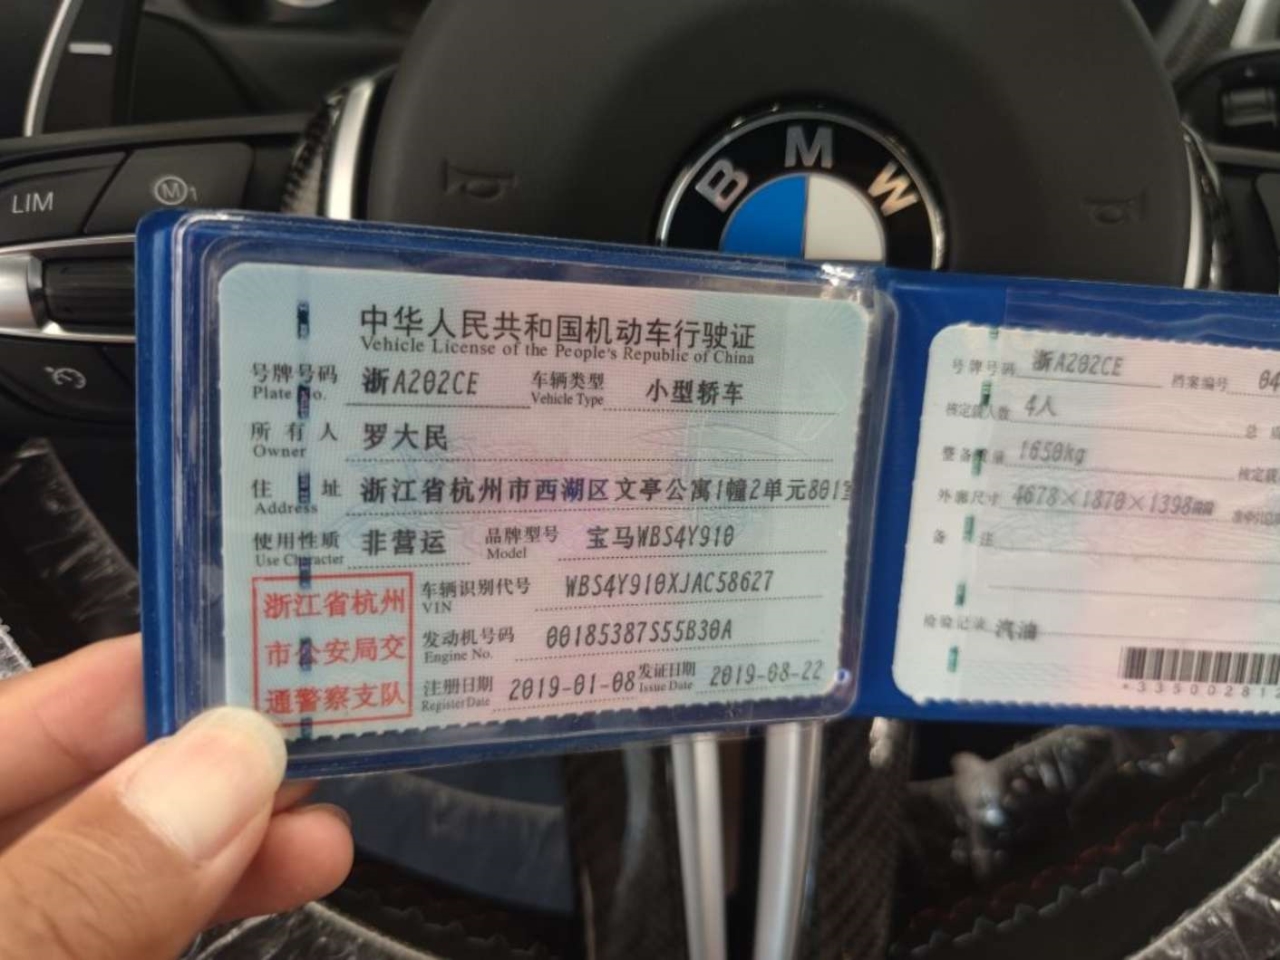 BMW
LIM
M1
中华人民共和国机动车行驶证
Vehicle License of the People's Republic of China
号牌号码 浙A202CE 车辆类型 小型轿车
Plate No. Vehicle Type
所有人 罗大民
Owner
住址 浙江省杭州市西湖区文亭公寓1幢2单元801室
Address
使用性质 非营运 品牌型号 宝马WBS4Y910
Use Character Model
浙江省杭州
市公安局交
通警察支队
车辆识别代号 WBS4Y910XJAC58627
VIN
发动机号码 00185387S55B30A
Engine No.
注册日期 2019-01-08 发证日期 2019-08-22
Register Date Issue Date
号牌号码 浙A202CE 档案编号 04
核定载人数 4人 总
整备质量 1650kg 核定载
外廓尺寸 4678×1870×1398mm
备注
检验记录 汽油
*33500281